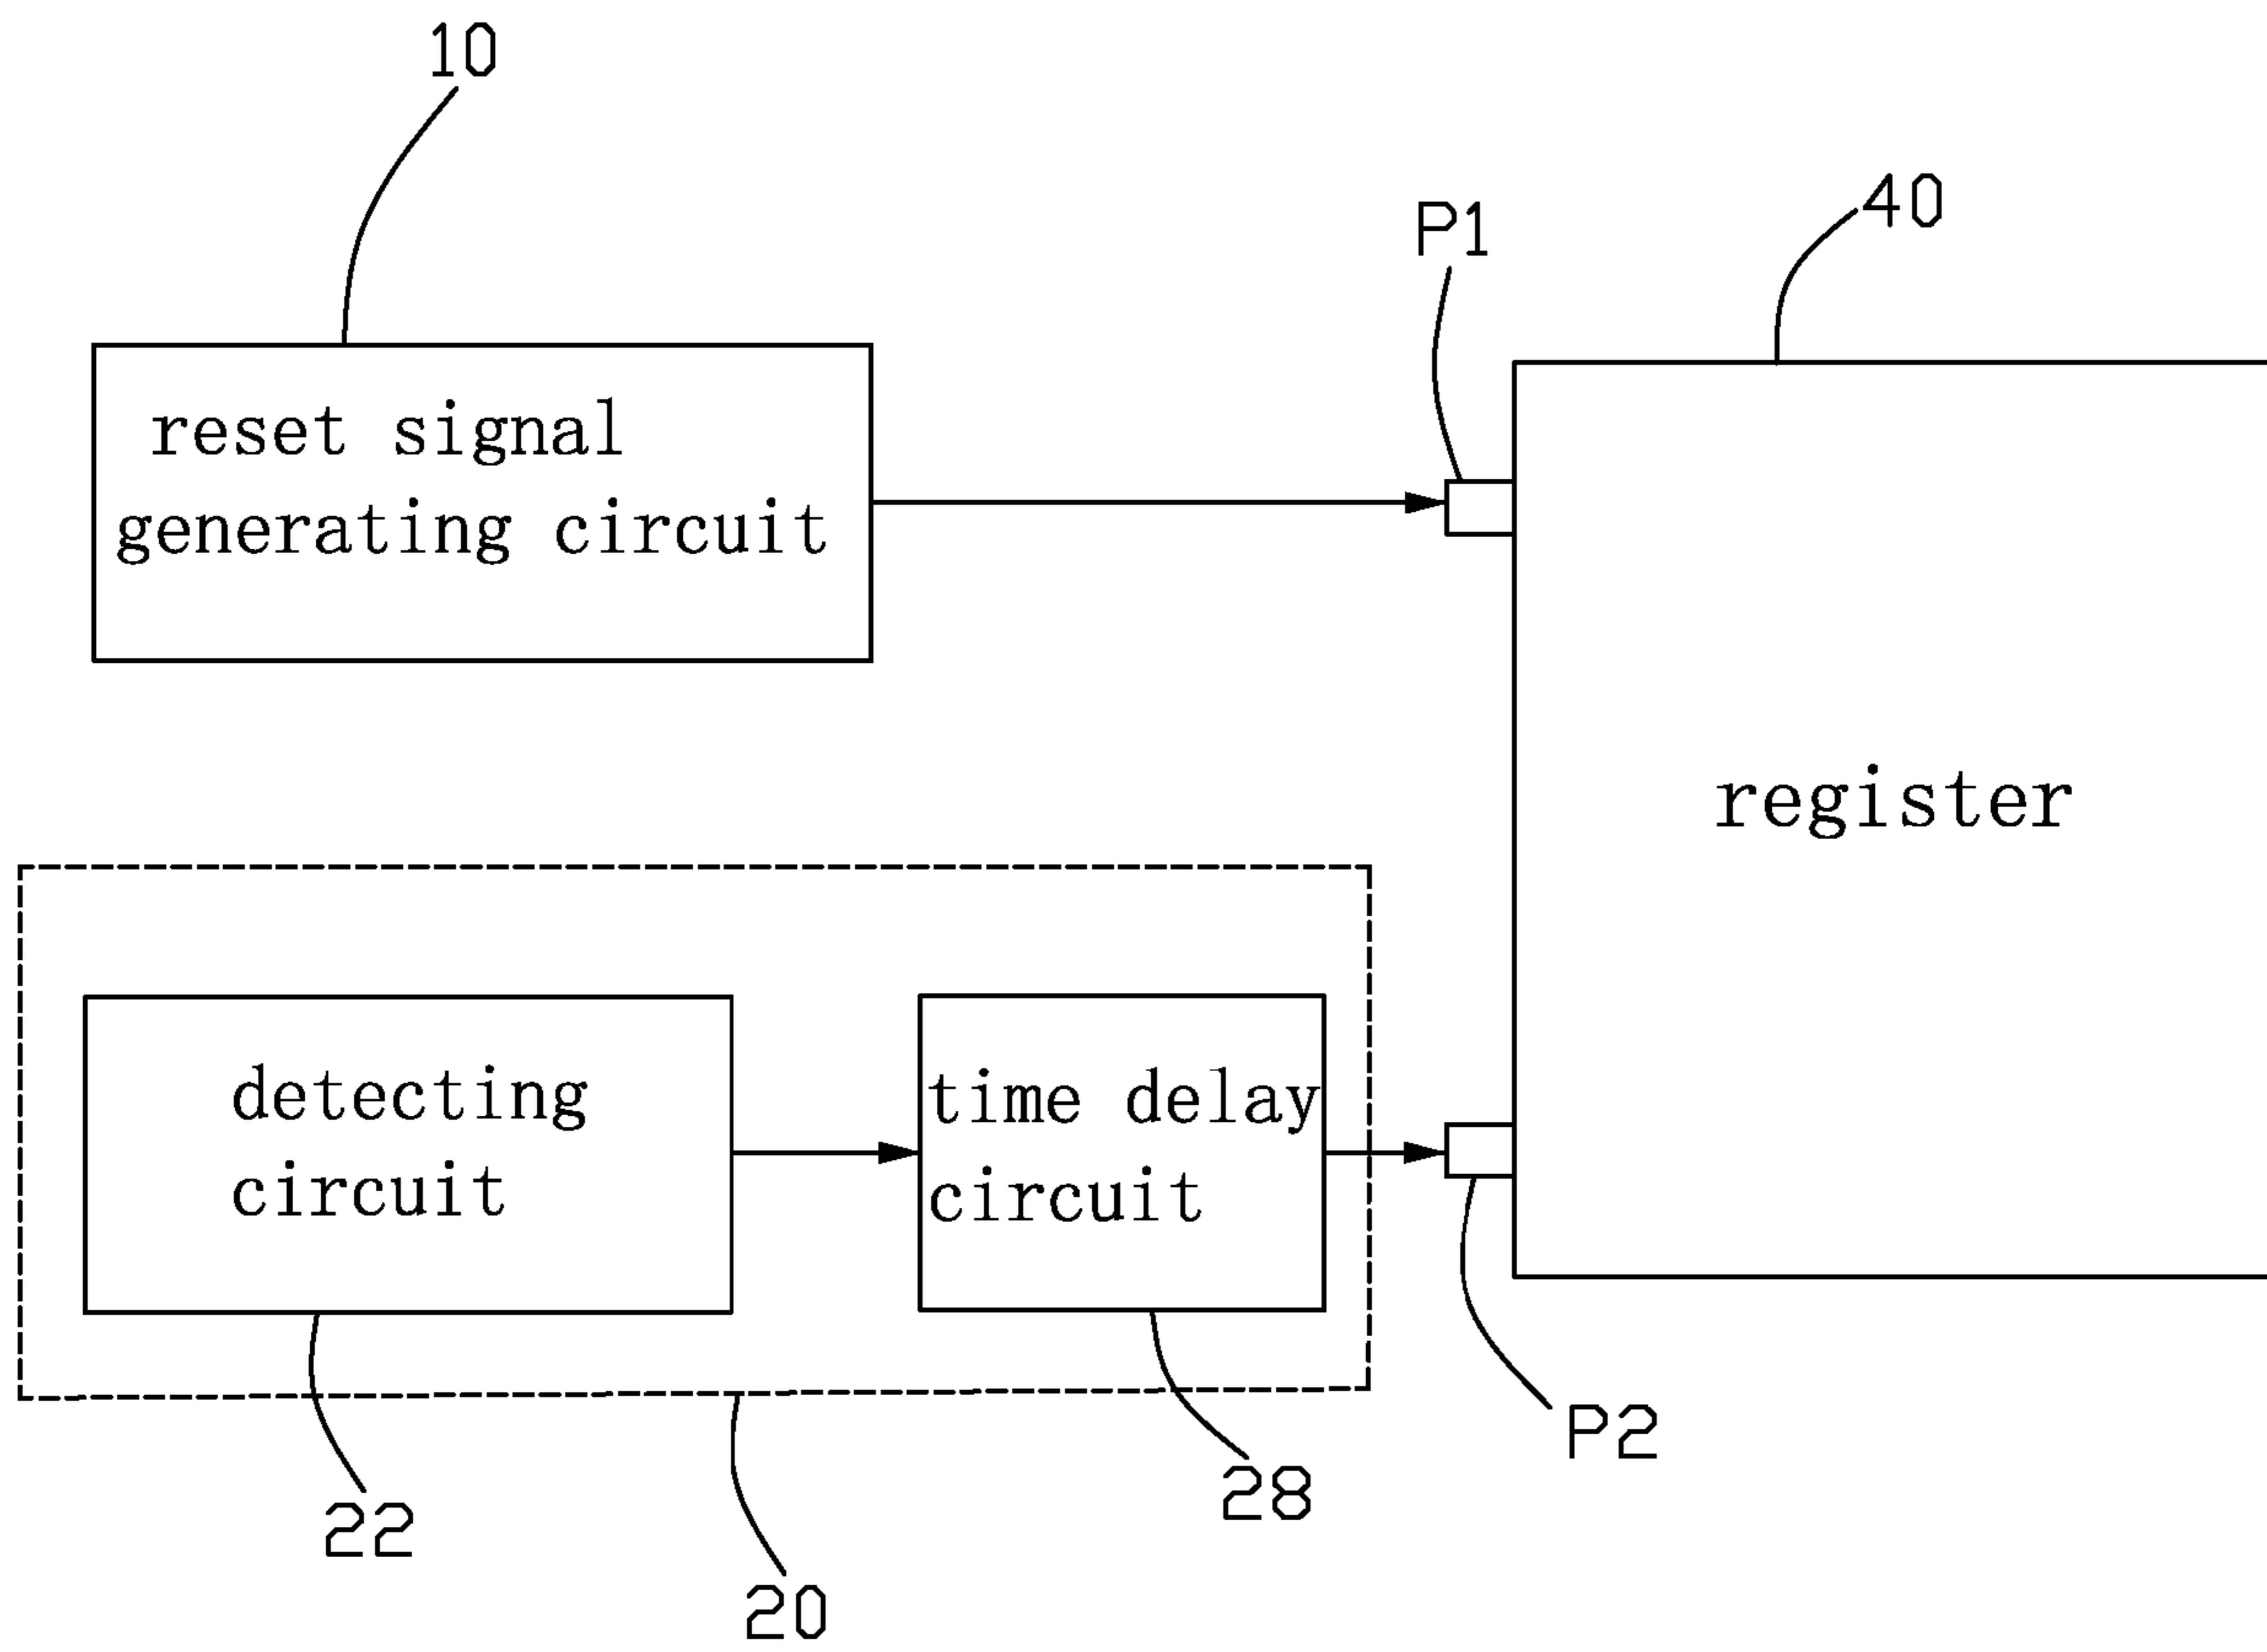 10
P1
40
reset signal
generating circuit
register
detecting
circuit
time delay
circuit
P2
22
28
20